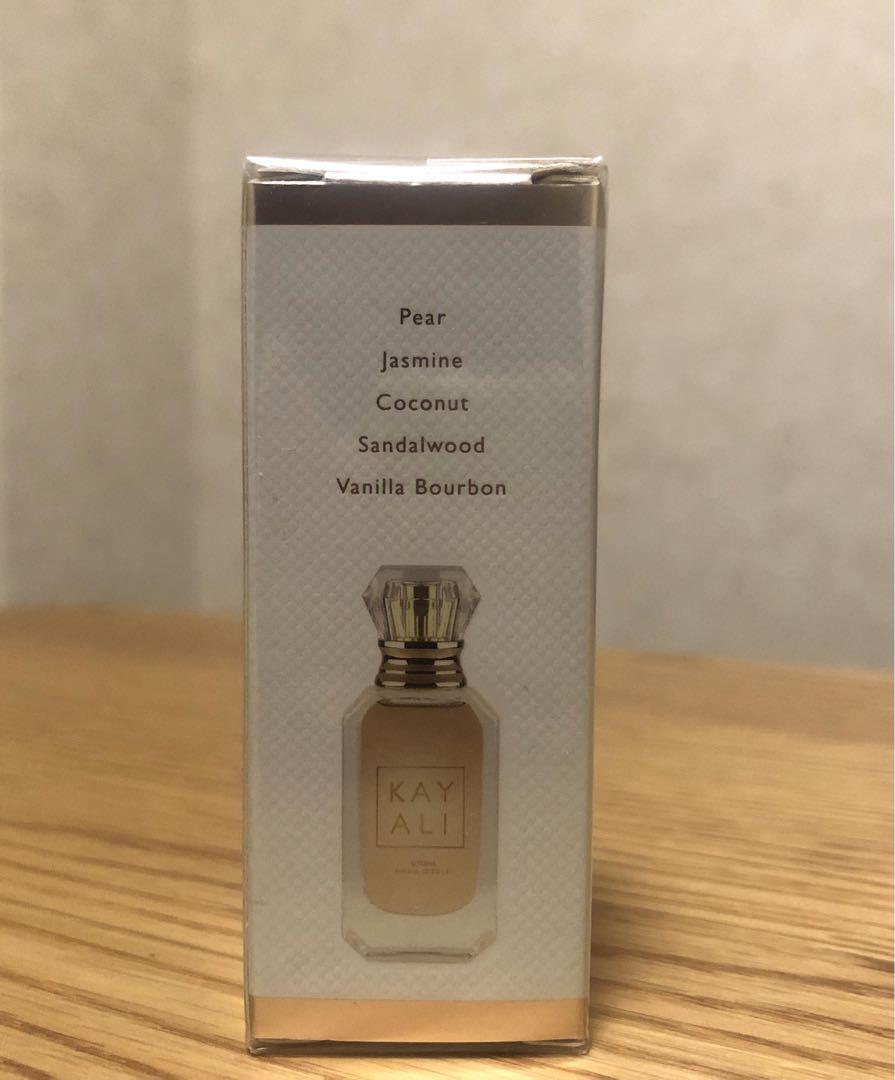 Pear
Jasmine
Coconut
Sandalwood
Vanilla Bourbon
KAY
ALI